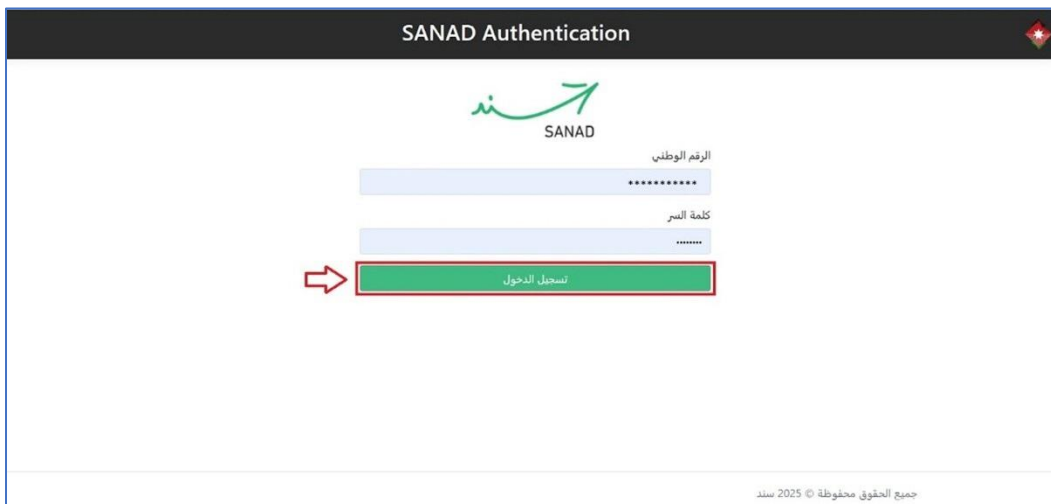 SANAD Authentication
سند
SANAD
الرقم الوطني
***********
كلمة السر
••••••••
تسجيل الدخول
جميع الحقوق محفوظة © 2025 سند